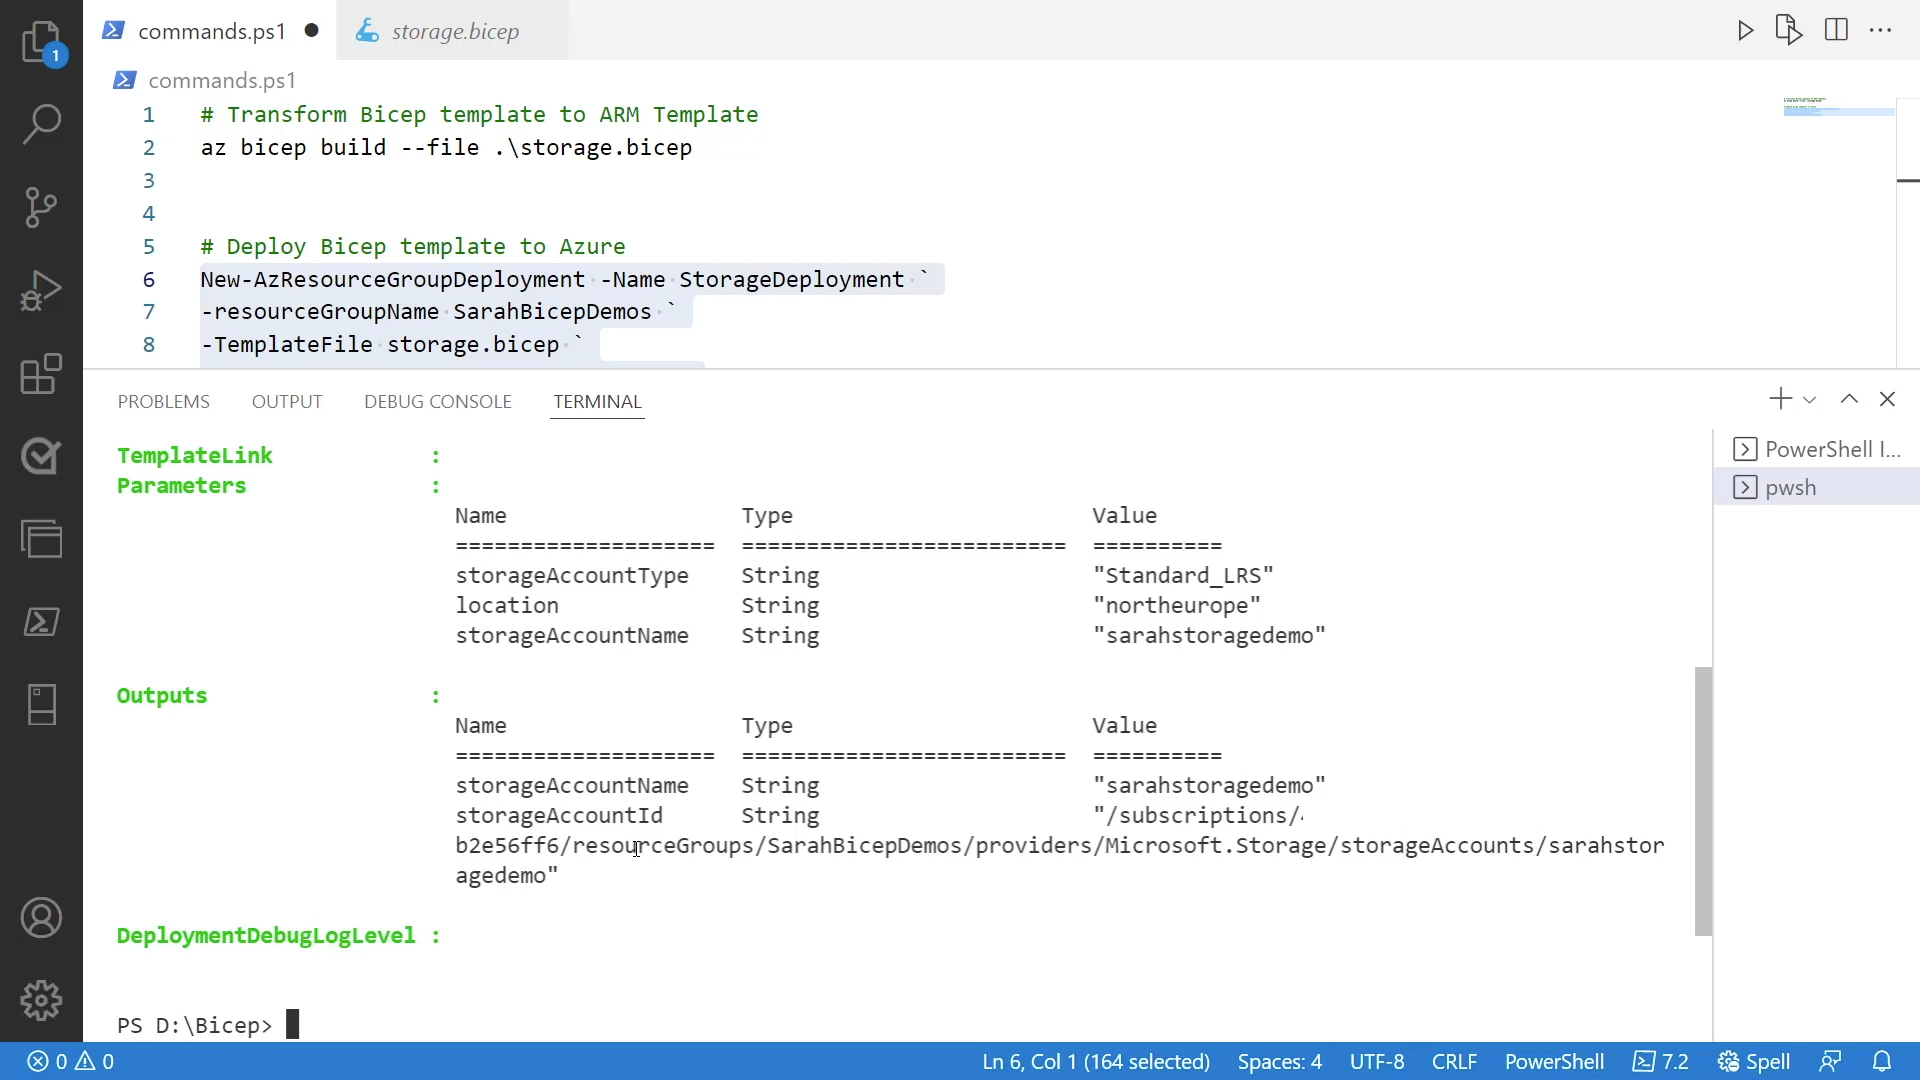 commands.ps1
storage.bicep
1
commands.ps1
1 # Transform Bicep template to ARM Template
2 az bicep build --file .\storage.bicep
3
4
5 # Deploy Bicep template to Azure
6 New-AzResourceGroupDeployment -Name StorageDeployment `
7 -resourceGroupName SarahBicepDemos `
8 -TemplateFile storage.bicep `
PROBLEMS OUTPUT DEBUG CONSOLE TERMINAL
PowerShell I...
pwsh
TemplateLink :
Parameters :
Name Type Value
==================== ========================= ==========
storageAccountType String "Standard_LRS"
location String "northeurope"
storageAccountName String "sarahstoragedemo"
Outputs :
Name Type Value
==================== ========================= ==========
storageAccountName String "sarahstoragedemo"
storageAccountId String "/subscriptions/
b2e56ff6/resourceGroups/SarahBicepDemos/providers/Microsoft.Storage/storageAccounts/sarahstor
agedemo"
DeploymentDebugLogLevel :
PS D:\Bicep>
0 0 Ln 6, Col 1 (164 selected) Spaces: 4 UTF-8 CRLF PowerShell 7.2 Spell